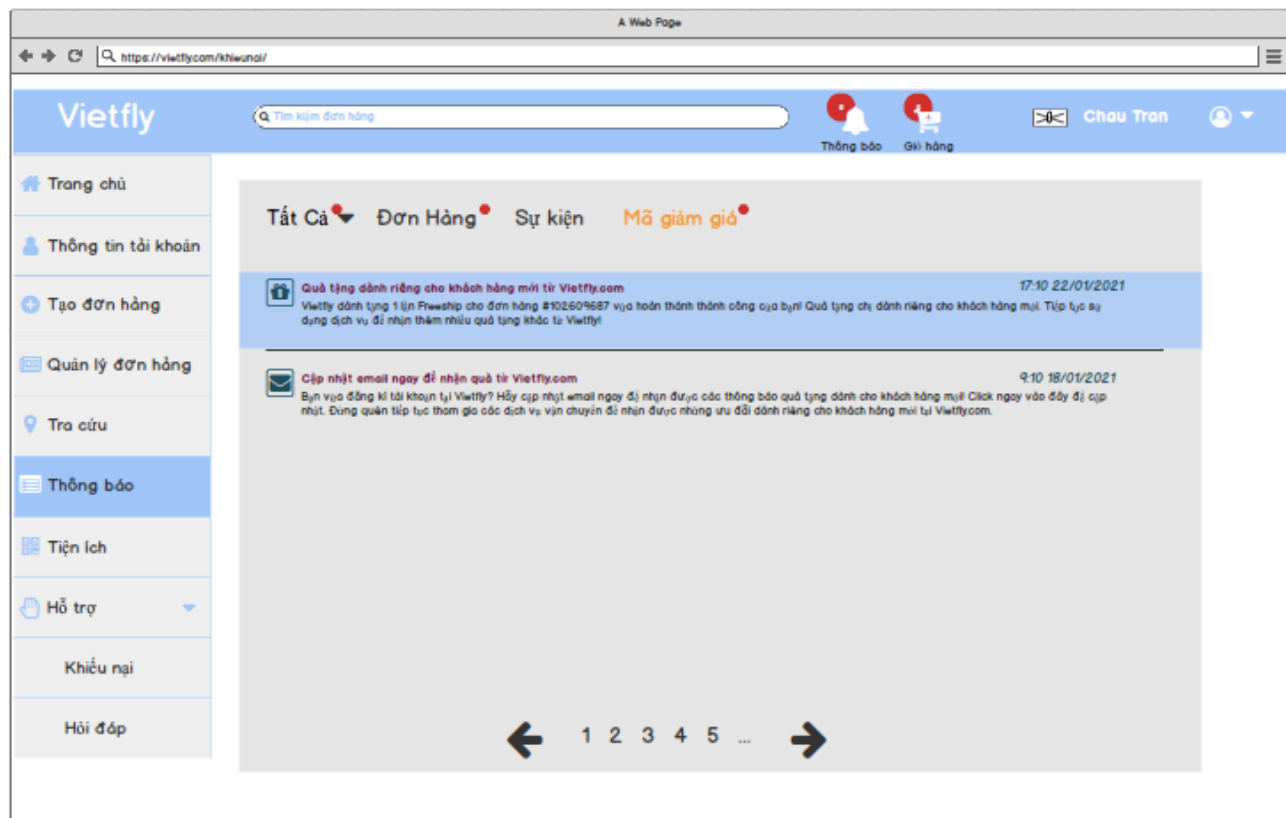 A Web Page
https://vietfly.com/khieunai/
Vietfly
Tìm kiếm đơn hàng
Thông báo
Giỏ hàng
Chau Tran
Trang chủ
Thông tin tài khoản
Tạo đơn hàng
Quản lý đơn hàng
Tra cứu
Thông báo
Tiện ích
Hỗ trợ
Khiếu nại
Hỏi đáp
Tất Cả
Đơn Hàng
Sự kiện
Mã giảm giá
Quà tặng dành riêng cho khách hàng mới từ Vietfly.com
17:10 22/01/2021
Vietfly dành tặng 1 lần Freeship cho đơn hàng #102609687 vừa hoàn thành thành công của bạn! Quà tặng chỉ dành riêng cho khách hàng mới. Tiếp tục sử
dụng dịch vụ để nhận thêm nhiều quà tặng khác từ Vietfly!
Cập nhật email ngay để nhận quà từ Vietfly.com
9:10 18/01/2021
Bạn vừa đăng kí tài khoản tại Vietfly? Hãy cập nhật email ngay để nhận được các thông báo quà tặng dành cho khách hàng mới! Click ngay vào đây để cập
nhật. Đừng quên tiếp tục tham gia các dịch vụ vận chuyển để nhận được những ưu đãi dành riêng cho khách hàng mới tại Vietfly.com.
1 2 3 4 5 ...